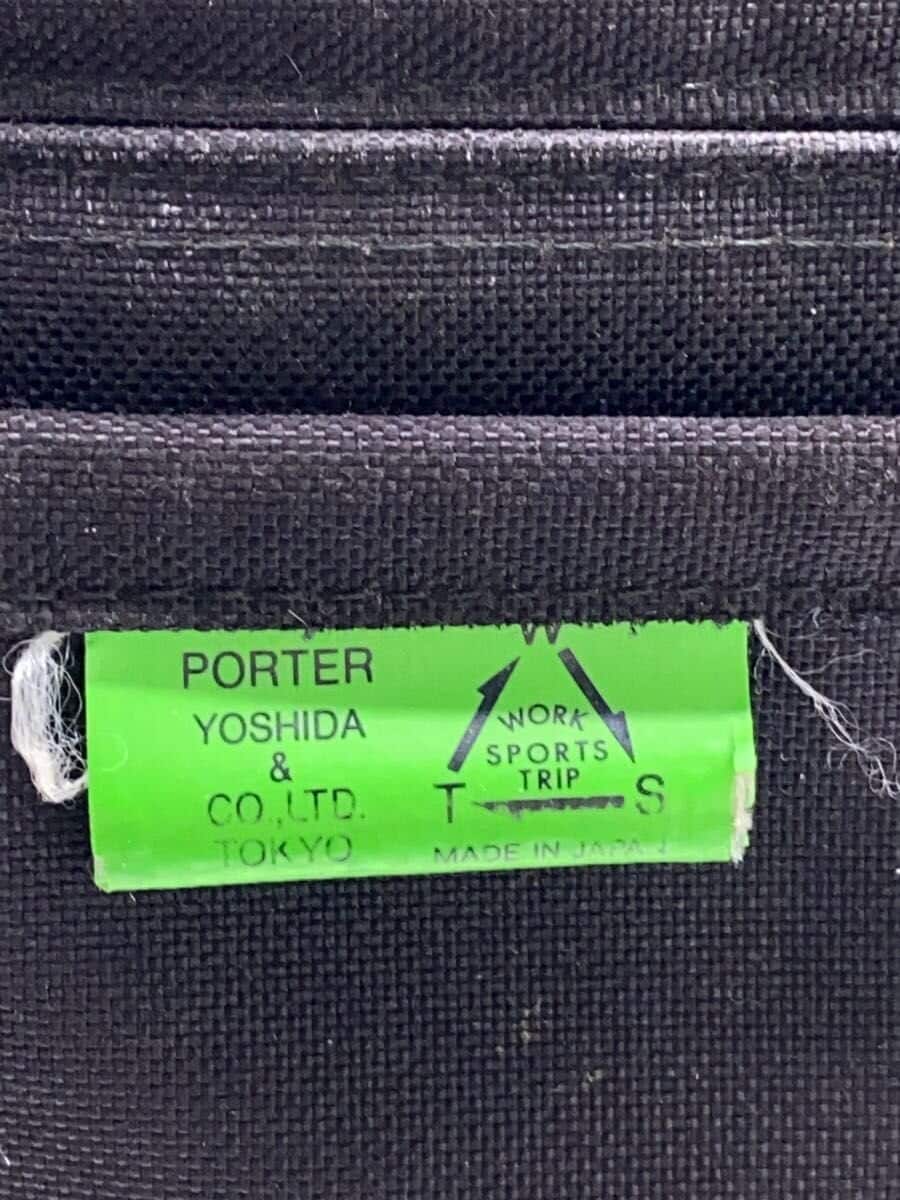 PORTER
YOSHIDA
&
CO.,LTD.
TOKYO
W
WORK
SPORTS
TRIP
T S
MADE IN JAPAN